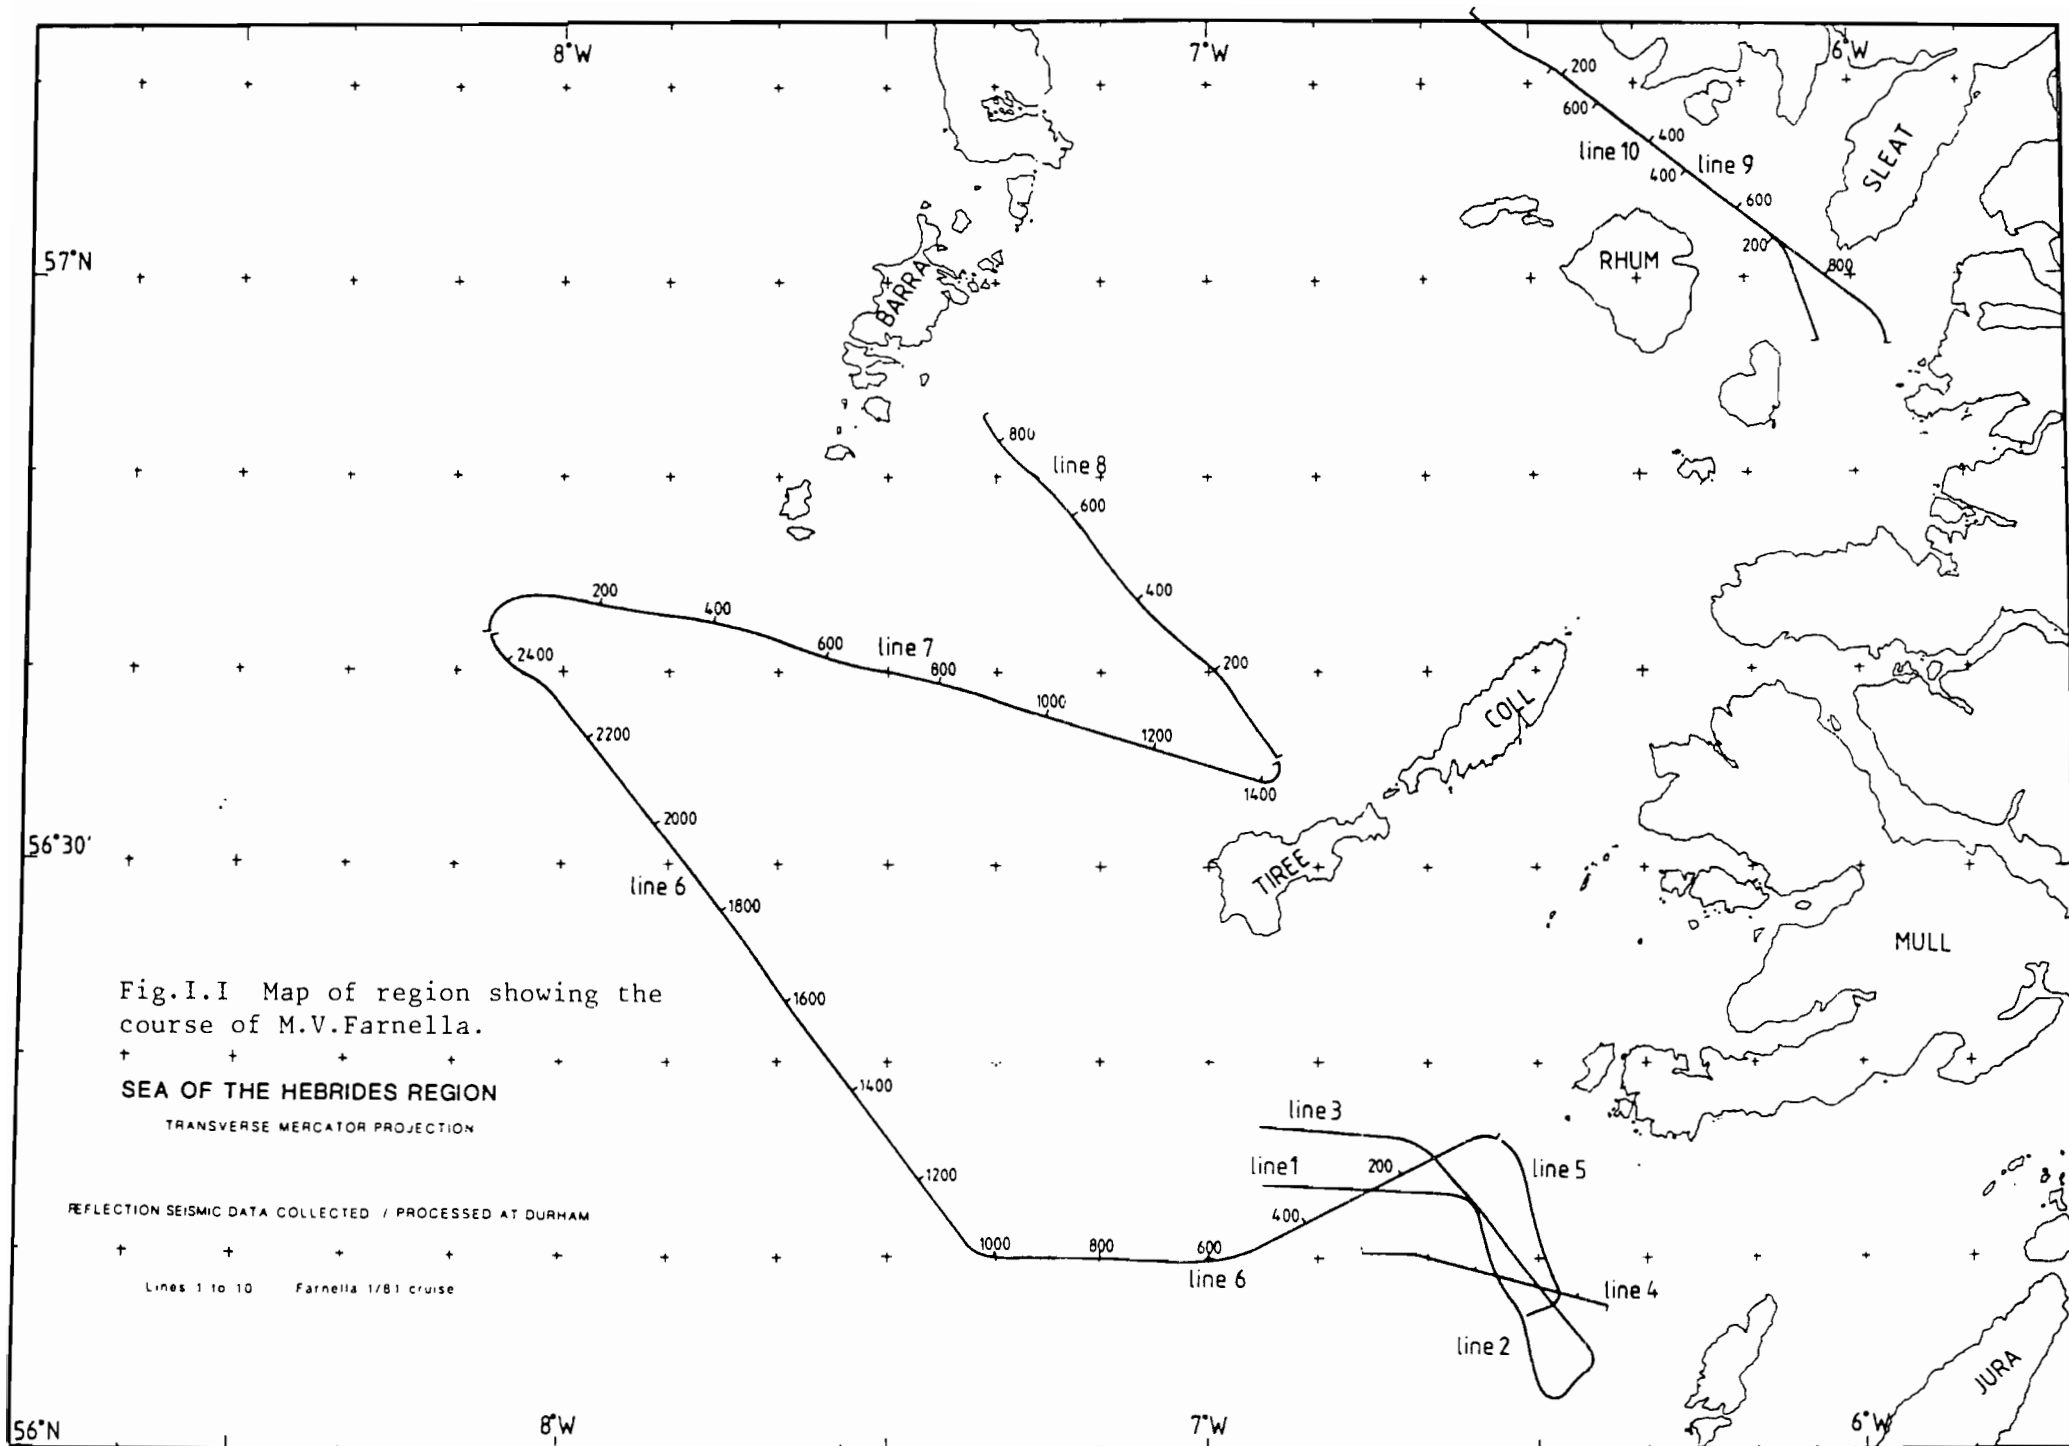 8°W
7°W
6°W
200
600
400
line 10
line 9
400
600
200
800
SLEAT
RHUM
57°N
BARRA
800
line 8
600
400
200
200
400
600
line 7
800
1000
1200
1400
2400
2200
2000
line 6
1800
1600
1400
1200
1000
800
600
line 6
400
200
COLL
TIREE
MULL
56°30'
Fig.I.I Map of region showing the
course of M.V.Farnella.
SEA OF THE HEBRIDES REGION
TRANSVERSE MERCATOR PROJECTION
REFLECTION SEISMIC DATA COLLECTED / PROCESSED AT DURHAM
Lines 1 to 10 Farnella 1/81 cruise
line 3
line1
line 5
line 4
line 2
JURA
56°N
8°W
7°W
6°W